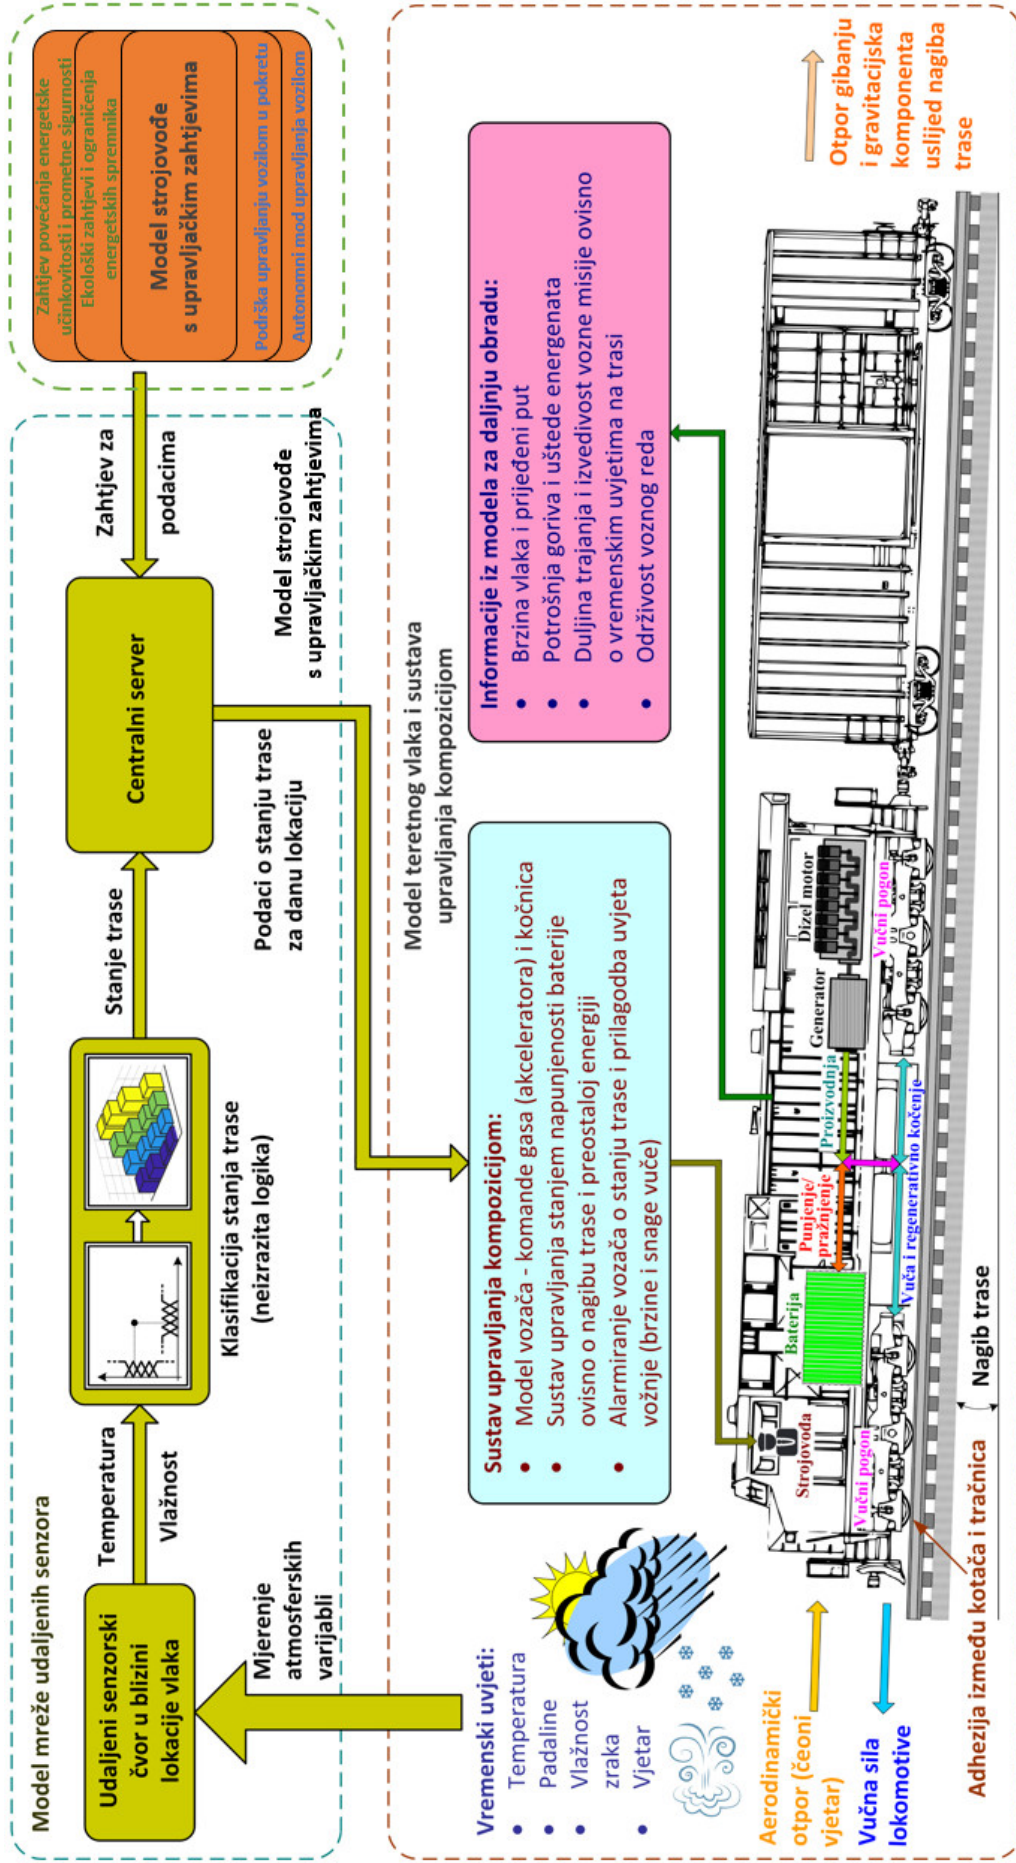 Model mreže udaljenih senzora
Udaljeni senzorski
čvor u blizini
lokacije vlaka
Temperatura
Vlažnost
Klasifikacija stanja trase
(neizrazita logika)
Stanje trase
Centralni server
Zahtjev za
podacima
Zahtjev povećanja energetske
učinkovitosti i prometne sigurnosti
Ekološki zahtjevi i ograničenja
energetskih spremnika
Model strojovođe
s upravljačkim zahtjevima
Podrška upravljanju vozilom u pokretu
Autonomni mod upravljanja vozilom
Mjerenje
atmosferskih
varijabli
Podaci o stanju trase
za danu lokaciju
Model strojovođe
s upravljačkim zahtjevima
Model teretnog vlaka i sustava
upravljanja kompozicijom
Vremenski uvjeti:
• Temperatura
• Padaline
• Vlažnost
zraka
• Vjetar
Sustav upravljanja kompozicijom:
• Model vozača - komande gasa (akceleratora) i kočnica
• Sustav upravljanja stanjem napunjenosti baterije
ovisno o nagibu trase i preostaloj energiji
• Alarmiranje vozača o stanju trase i prilagodba uvjeta
vožnje (brzine i snage vuče)
Informacije iz modela za daljnju obradu:
• Brzina vlaka i prijeđeni put
• Potrošnja goriva i uštede energenata
• Duljina trajanja i izvedivost vozne misije ovisno
o vremenskim uvjetima na trasi
• Održivost voznog reda
Aerodinamički
otpor (čeoni
vjetar)
Vučna sila
lokomotive
Strojovođa
Baterija
Punjenje/
pražnjenje
Proizvodnja
Generator
Dizel motor
Vučni pogon
Vuča i regenerativno kočenje
Vučni pogon
Otpor gibanju
i gravitacijska
komponenta
uslijed nagiba
trase
Adhezija između kotača i tračnica
Nagib trase